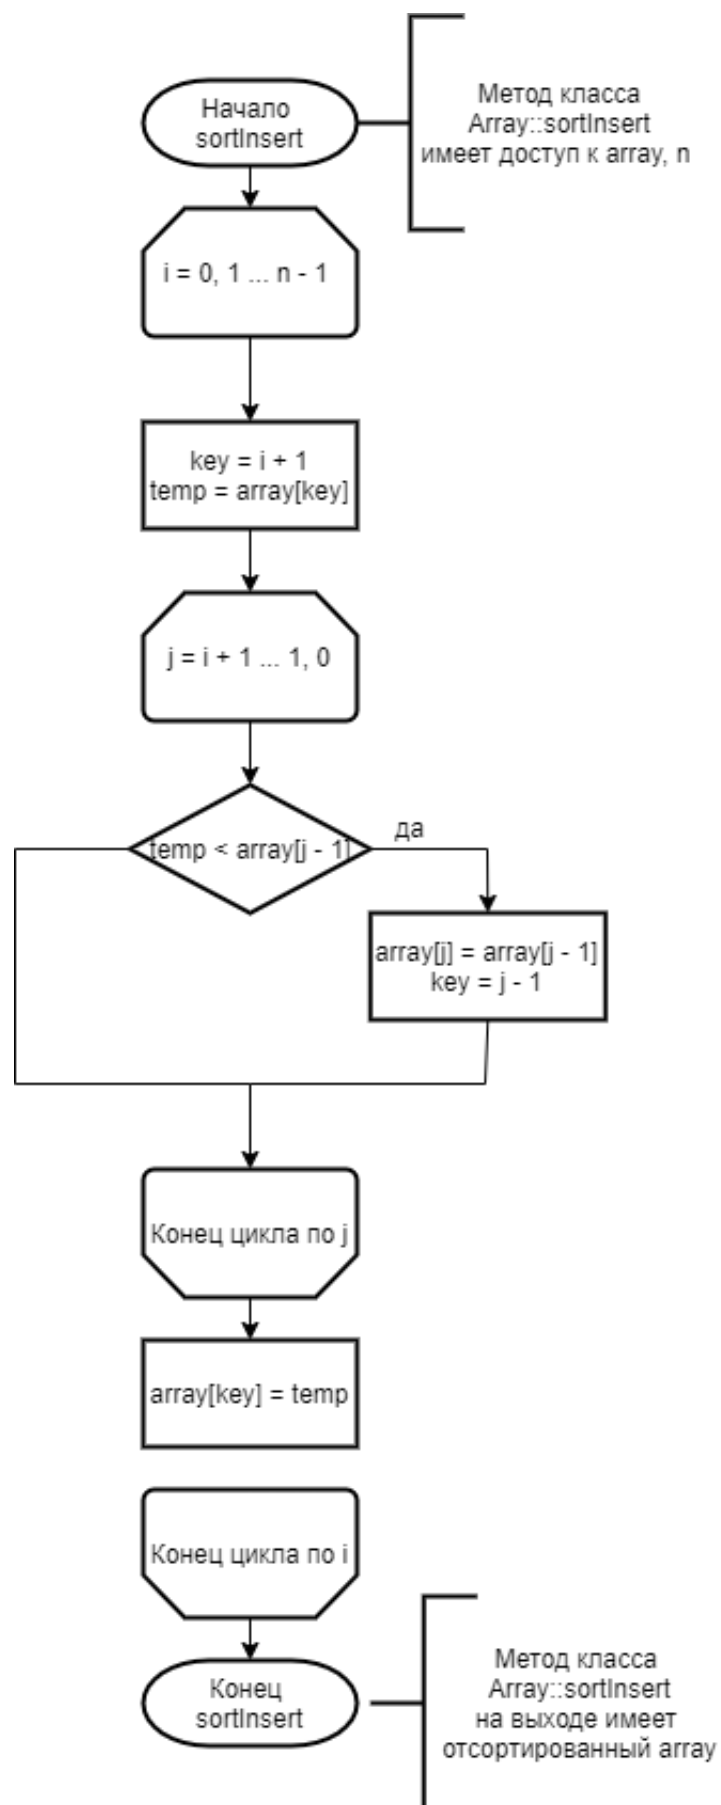 Начало
sortInsert
Метод класса
Array::sortInsert
имеет доступ к array, n
i = 0, 1 ... n - 1
key = i + 1
temp = array[key]
j = i + 1 ... 1, 0
temp < array[j - 1]
да
array[j] = array[j - 1]
key = j - 1
Конец цикла по j
array[key] = temp
Конец цикла по i
Конец
sortInsert
Метод класса
Array::sortInsert
на выходе имеет
отсортированный array